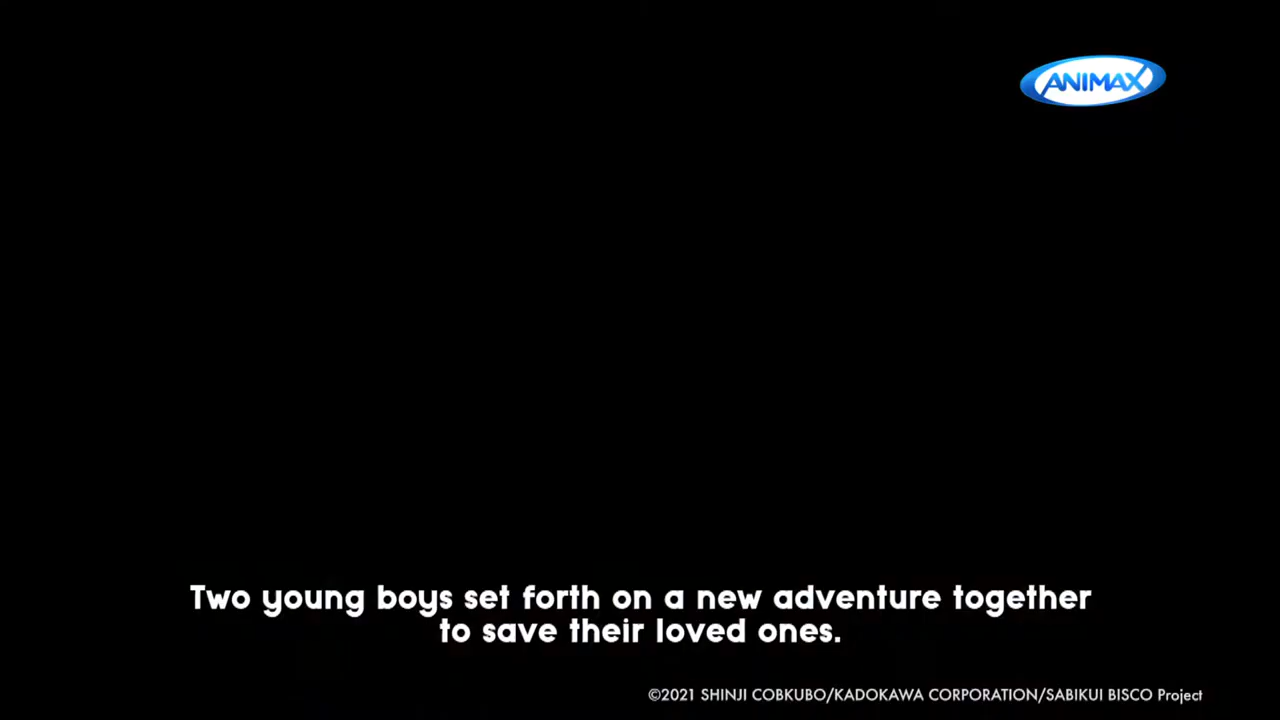 ANIMAX
Two young boys set forth on a new adventure together
to save their loved ones.
©2021 SHINJI COBKUBO/KADOKAWA CORPORATION/SABIKUI BISCO Project